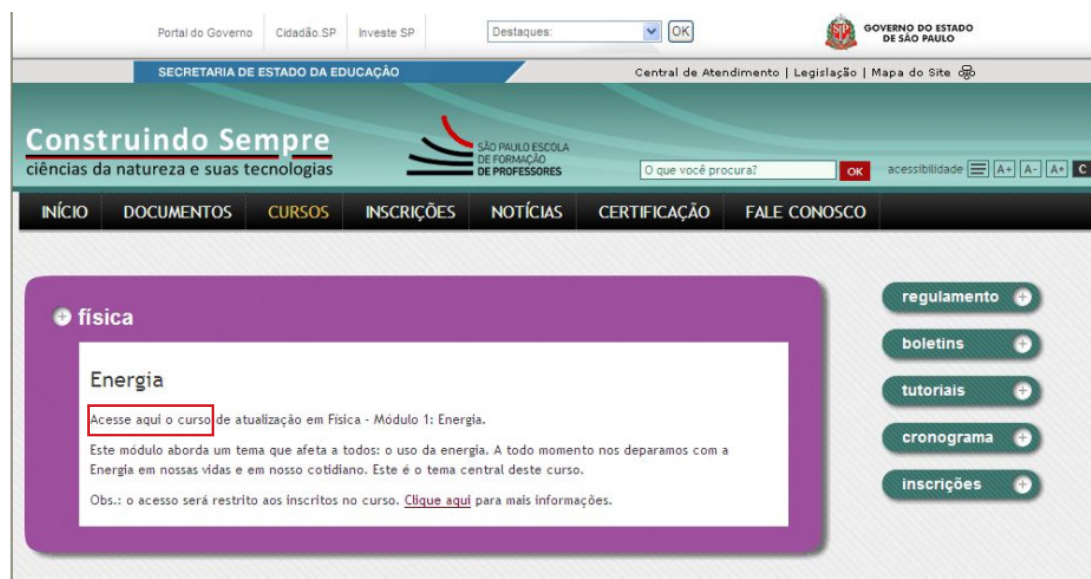 Portal do Governo Cidadão.SP Investe SP Destaques: OK GOVERNO DO ESTADO
DE SÃO PAULO
SECRETARIA DE ESTADO DA EDUCAÇÃO Central de Atendimento | Legislação | Mapa do Site
Construindo Sempre
ciências da natureza e suas tecnologias
SÃO PAULO ESCOLA
DE FORMAÇÃO
DE PROFESSORES
O que você procura? OK acessibilidade A+ A- A+ C
INÍCIO DOCUMENTOS CURSOS INSCRIÇÕES NOTÍCIAS CERTIFICAÇÃO FALE CONOSCO
física
Energia
Acesse aqui o curso de atualização em Física - Módulo 1: Energia.
Este módulo aborda um tema que afeta a todos: o uso da energia. A todo momento nos deparamos com a
Energia em nossas vidas e em nosso cotidiano. Este é o tema central deste curso.
Obs.: o acesso será restrito aos inscritos no curso. Clique aqui para mais informações.
regulamento
boletins
tutoriais
cronograma
inscrições